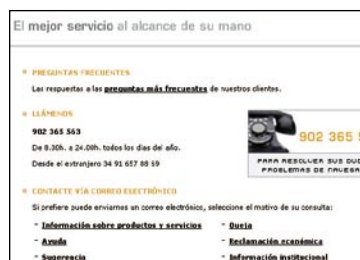 El mejor servicio al alcance de su mano
PREGUNTAS FRECUENTES
Las respuestas a las preguntas más frecuentes de nuestros clientes.
LLÁMENOS
902 365 563
De 8.30h. a 24.00h. todos los días del año.
Desde el extranjero 34 91 657 88 59
902 365 5
PARA RESOLVER SUS DUD
PROBLEMAS DE NAVEGA
CONTACTE VÍA CORREO ELECTRÓNICO
Si prefiere puede enviarnos un correo electrónico, seleccione el motivo de su consulta:
Información sobre productos y servicios
Queja
Ayuda
Reclamación económica
Sugerencia
Información institucional